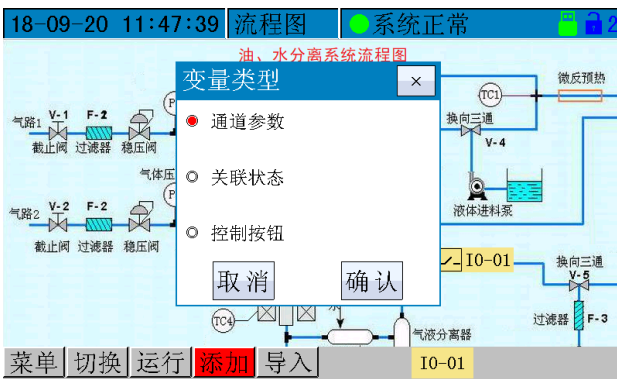 18-09-20 11:47:39 流程图 系统正常 2
油、水分离系统流程图
变量类型 ×
通道参数
关联状态
控制按钮
取消 确认
气路1 V-1 F-2
截止阀 过滤器 稳压阀
气体压
气路2 V-2 F-2
截止阀 过滤器 稳压阀
P
P
TC1
微反预热
换向三通
V-4
液体进料泵
I0-01
换向三通
V-5
过滤器 F-3
TC4
水
气液分离器
菜单 切换 运行 添加 导入 I0-01